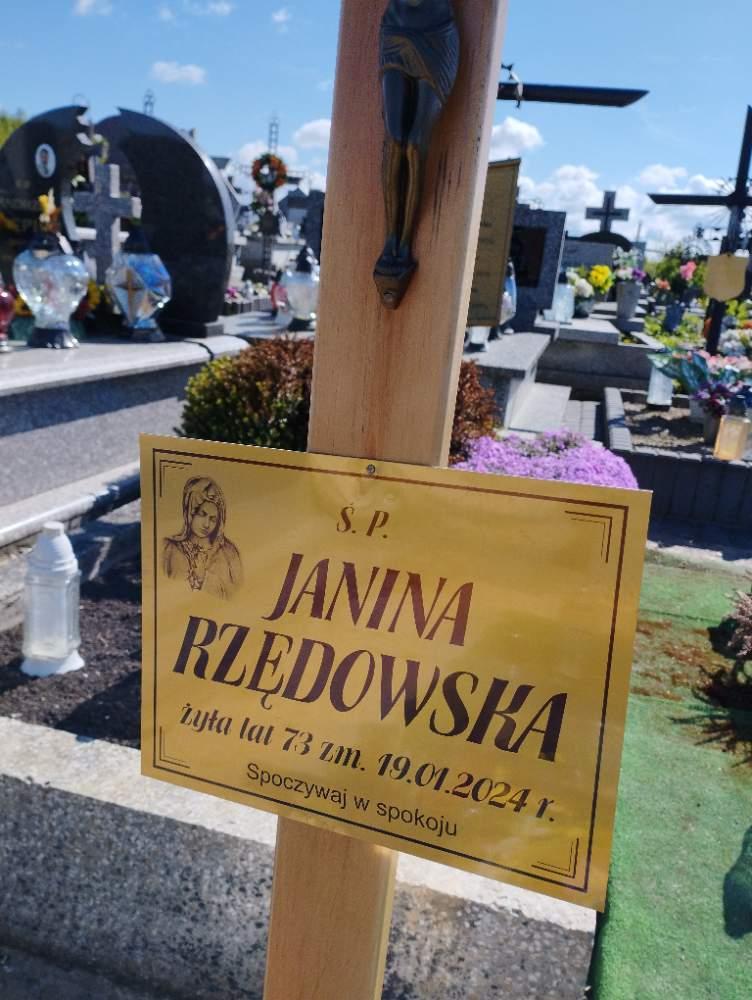 Ś. P.
JANINA
RZĘDOWSKA
żyła lat 73 zm. 19.01.2024 r.
Spoczywaj w spokoju